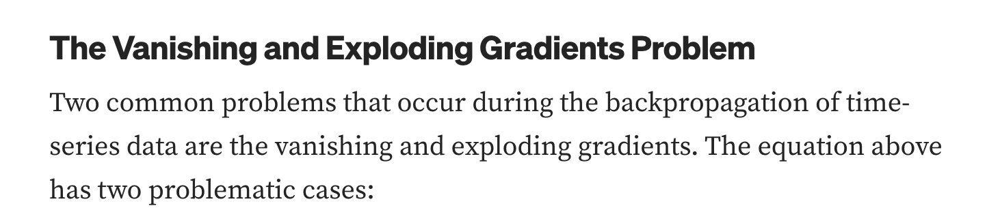 The Vanishing and Exploding Gradients Problem
Two common problems that occur during the backpropagation of time-
series data are the vanishing and exploding gradients. The equation above
has two problematic cases: